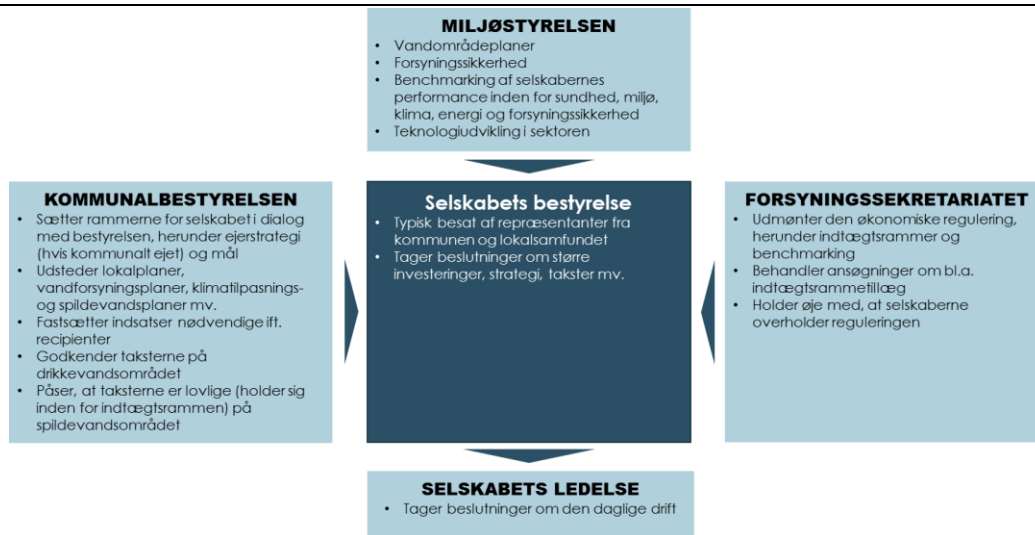 MILJØSTYRELSEN
• Vandområdeplaner
• Forsyningssikkerhed
• Benchmarking af selskabernes
performance inden for sundhed, miljø,
klima, energi og forsyningssikkerhed
• Teknologiudvikling i sektoren
KOMMUNALBESTYRELSEN
• Sætter rammerne for selskabet i dialog
med bestyrelsen, herunder ejerstrategi
(hvis kommunalt ejet) og mål
• Udsteder lokalplaner,
vandforsyningsplaner, klimatilpasnings-
og spildevandsplaner mv.
• Fastsætter indsatser nødvendige ift.
recipienter
• Godkender taksterne på
drikkevandsområdet
• Påser, at taksterne er lovlige (holder sig
inden for indtægtsrammen) på
spildevandsområdet
Selskabets bestyrelse
• Typisk besat af repræsentanter fra
kommunen og lokalsamfundet
• Tager beslutninger om større
investeringer, strategi, takster mv.
FORSYNINGSSEKRETARIATET
• Udmønter den økonomiske regulering,
herunder indtægtsrammer og
benchmarking
• Behandler ansøgninger om bl.a.
indtægtsrammetillæg
• Holder øje med, at selskaberne
overholder reguleringen
SELSKABETS LEDELSE
• Tager beslutninger om den daglige drift